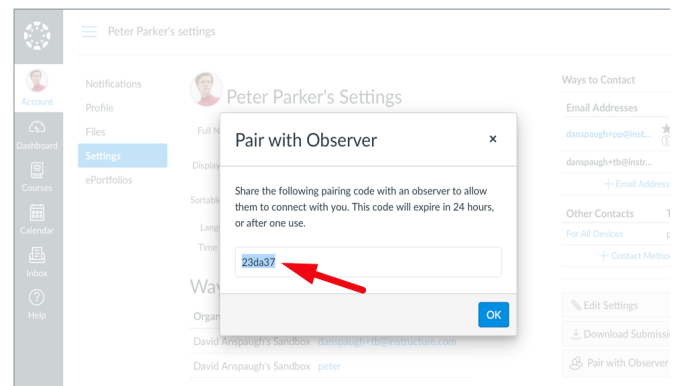 Peter Parker's settings
Account
Dashboard
Courses
Calendar
Inbox
Help
Notifications
Profile
Files
Settings
ePortfolios
Peter Parker's Settings
Full N
Display
Sortable
Lang
Time
Pair with Observer ×
Share the following pairing code with an observer to allow
them to connect with you. This code will expire in 24 hours,
or after one use.
23da37
OK
Way
Organ
David Anspaugh's Sandbox danspaugh+tb@instructure.com
David Anspaugh's Sandbox peter
Ways to Contact
Email Addresses
danspaugh+pp@inst...
danspaugh+tb@instr...
+ Email Address
Other Contacts T
For All Devices p
+ Contact Metho
Edit Settings
Download Submissi
Pair with Observer